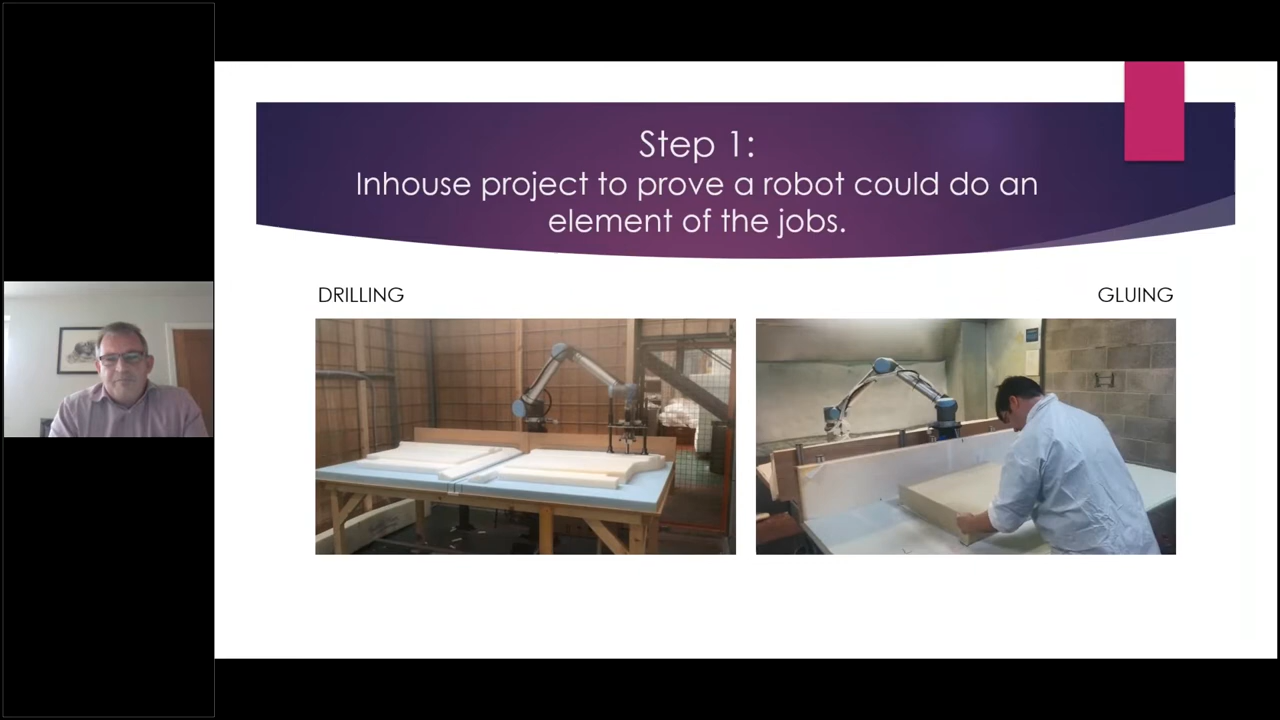 Step 1:
Inhouse project to prove a robot could do an
element of the jobs.
DRILLING
GLUING